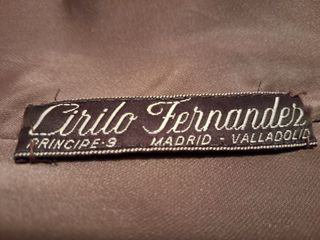 Cirilo Fernandez
PRINCIPE-9 MADRID - VALLADOLID